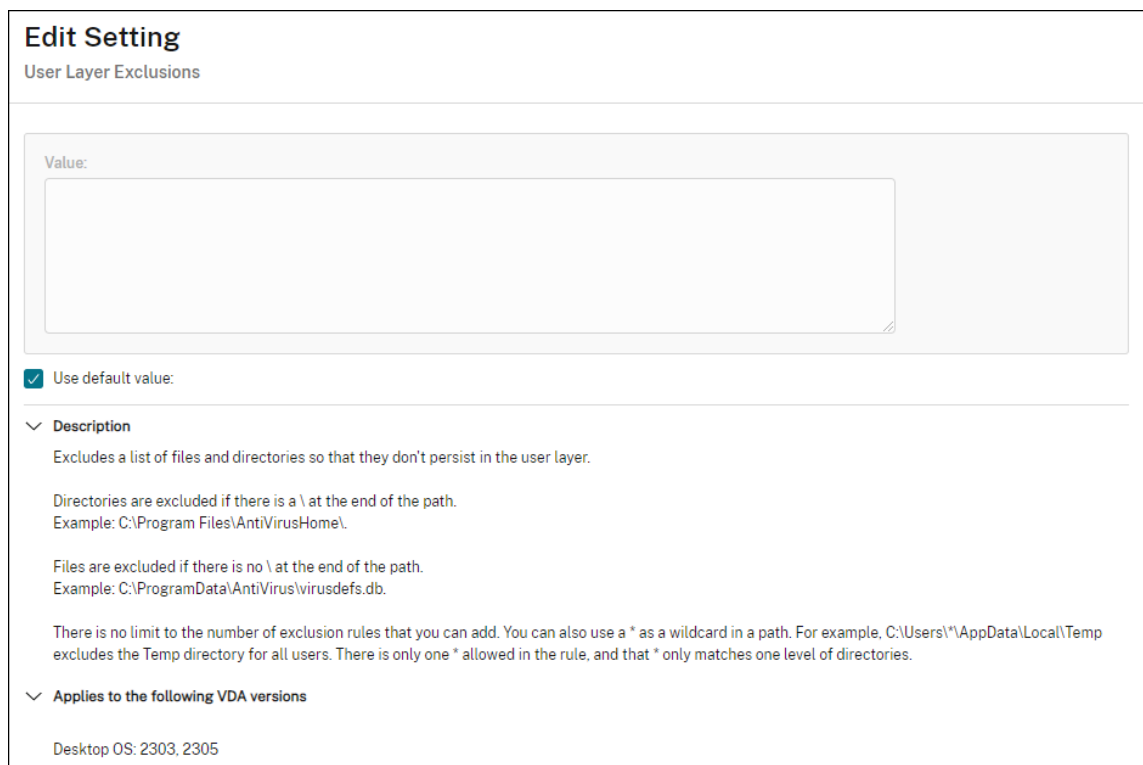 Edit Setting
User Layer Exclusions
Value:
Use default value:
Description
Excludes a list of files and directories so that they don't persist in the user layer.
Directories are excluded if there is a \ at the end of the path.
Example: C:\Program Files\AntiVirusHome\.
Files are excluded if there is no \ at the end of the path.
Example: C:\ProgramData\AntiVirus\virusdefs.db.
There is no limit to the number of exclusion rules that you can add. You can also use a * as a wildcard in a path. For example, C:\Users\*\AppData\Local\Temp
excludes the Temp directory for all users. There is only one * allowed in the rule, and that * only matches one level of directories.
Applies to the following VDA versions
Desktop OS: 2303, 2305